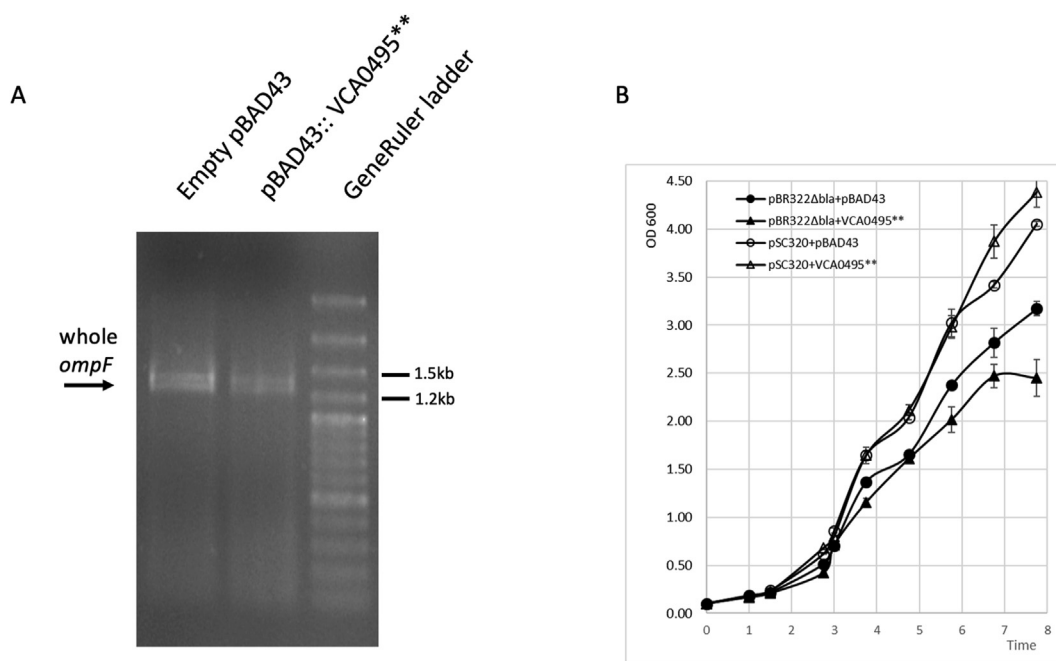 A
Empty pBAD43
pBAD43:: VCA0495**
GeneRuler ladder
whole
ompF
1.5kb
1.2kb
B
OD 600
4.50
4.00
3.50
3.00
2.50
2.00
1.50
1.00
0.50
0.00
pBR322Δbla+pBAD43
pBR322Δbla+VCA0495**
pSC320+pBAD43
pSC320+VCA0495**
0 1 2 3 4 5 6 7 8
Time